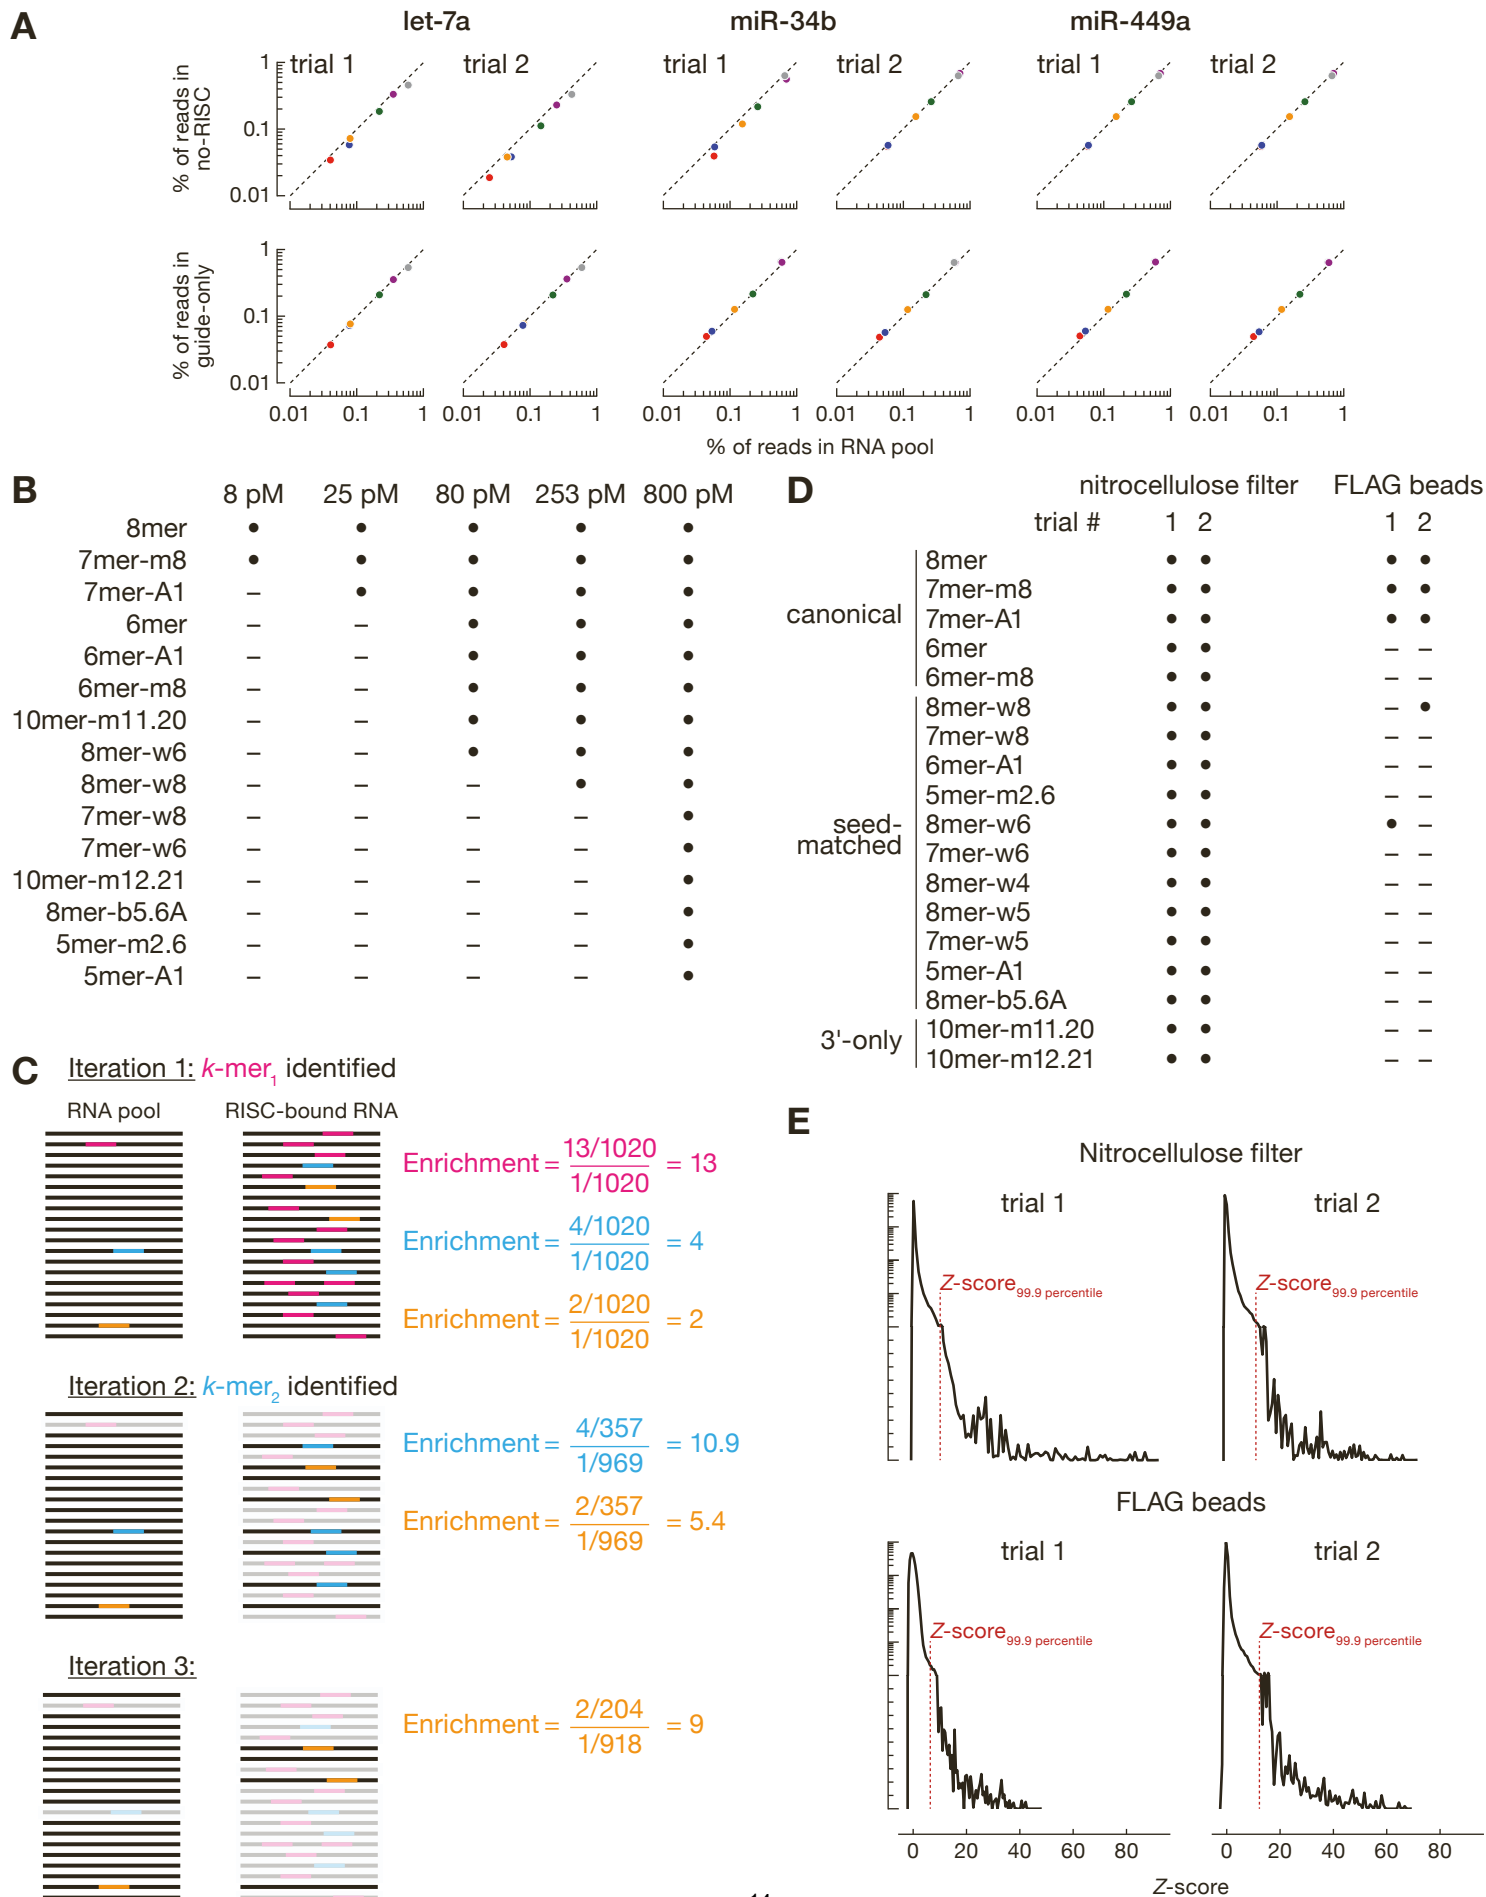 A
let-7a miR-34b miR-449a
trial 1 trial 2 trial 1 trial 2 trial 1 trial 2
% of reads in
no-RISC
1
0.1
0.01
% of reads in
guide-only
1
0.1
0.01
0.01 0.1 1 0.01 0.1 1 0.01 0.1 1 0.01 0.1 1 0.01 0.1 1 0.01 0.1 1
% of reads in RNA pool
B
8 pM 25 pM 80 pM 253 pM 800 pM
8mer ● ● ● ● ●
7mer-m8 ● ● ● ● ●
7mer-A1 – ● ● ● ●
6mer – – ● ● ●
6mer-A1 – – ● ● ●
6mer-m8 – – ● ● ●
10mer-m11.20 – – ● ● ●
8mer-w6 – – ● ● ●
8mer-w8 – – – ● ●
7mer-w8 – – – – ●
7mer-w6 – – – – ●
10mer-m12.21 – – – – ●
8mer-b5.6A – – – – ●
5mer-m2.6 – – – – ●
5mer-A1 – – – – ●
C
Iteration 1: k-mer1 identified
RNA pool RISC-bound RNA
Enrichment = 13/1020 / 1/1020 = 13
Enrichment = 4/1020 / 1/1020 = 4
Enrichment = 2/1020 / 1/1020 = 2
Iteration 2: k-mer2 identified
Enrichment = 4/357 / 1/969 = 10.9
Enrichment = 2/357 / 1/969 = 5.4
Iteration 3:
Enrichment = 2/204 / 1/918 = 9
D
nitrocellulose filter FLAG beads
trial # 1 2 1 2
canonical
8mer ● ● ● ●
7mer-m8 ● ● ● ●
7mer-A1 ● ● ● ●
6mer ● ● – –
6mer-m8 ● ● – –
seed-
matched
8mer-w8 ● ● – ●
7mer-w8 ● ● – –
6mer-A1 ● ● – –
5mer-m2.6 ● ● – –
8mer-w6 ● ● ● –
7mer-w6 ● ● – –
8mer-w4 ● ● – –
8mer-w5 ● ● – –
7mer-w5 ● ● – –
5mer-A1 ● ● – –
8mer-b5.6A ● ● – –
3'-only
10mer-m11.20 ● ● – –
10mer-m12.21 ● ● – –
E
Nitrocellulose filter
trial 1 trial 2
Z-score99.9 percentile Z-score99.9 percentile
FLAG beads
trial 1 trial 2
Z-score99.9 percentile Z-score99.9 percentile
0 20 40 60 80 0 20 40 60 80
Z-score